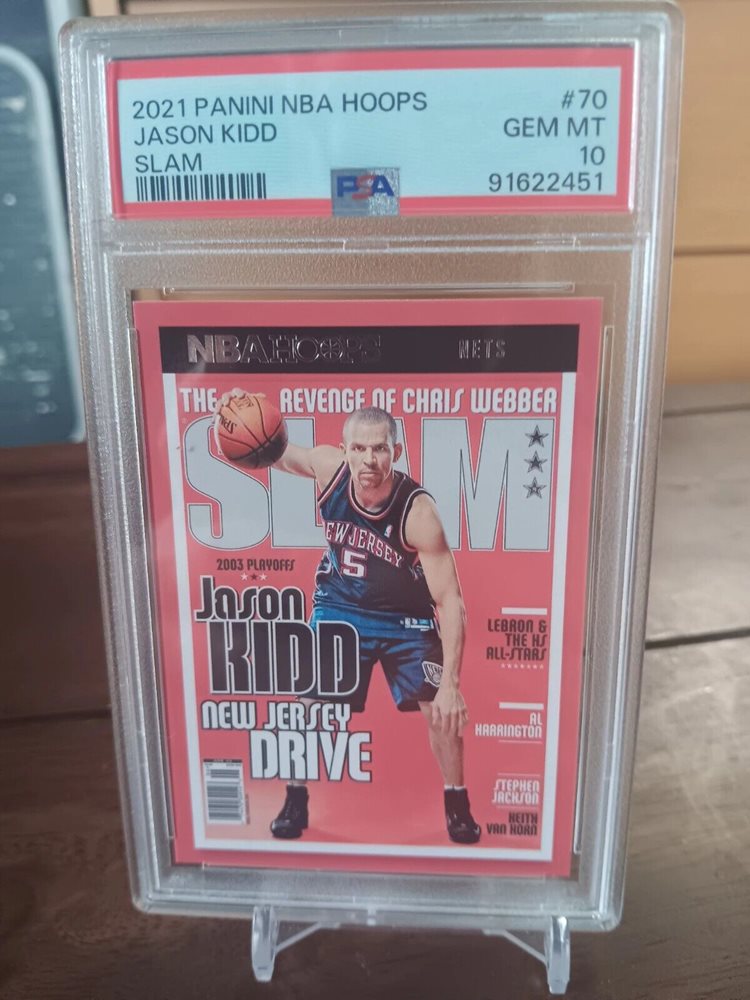 2021 PANINI NBA HOOPS #70
JASON KIDD GEM MT
SLAM 10
PSA 91622451
NBA HOOPS NETS
THE REVENGE OF CHRIS WEBBER
SLAM
SPALDING
NEW JERSEY
5
NETS
2003 PLAYOFFS
Jason
KIDD
NEW JERSEY
DRIVE
LEBRON &
THE HS
ALL-STARS
AL
HARRINGTON
STEPHEN
JACKSON
KEITH
VAN HORN